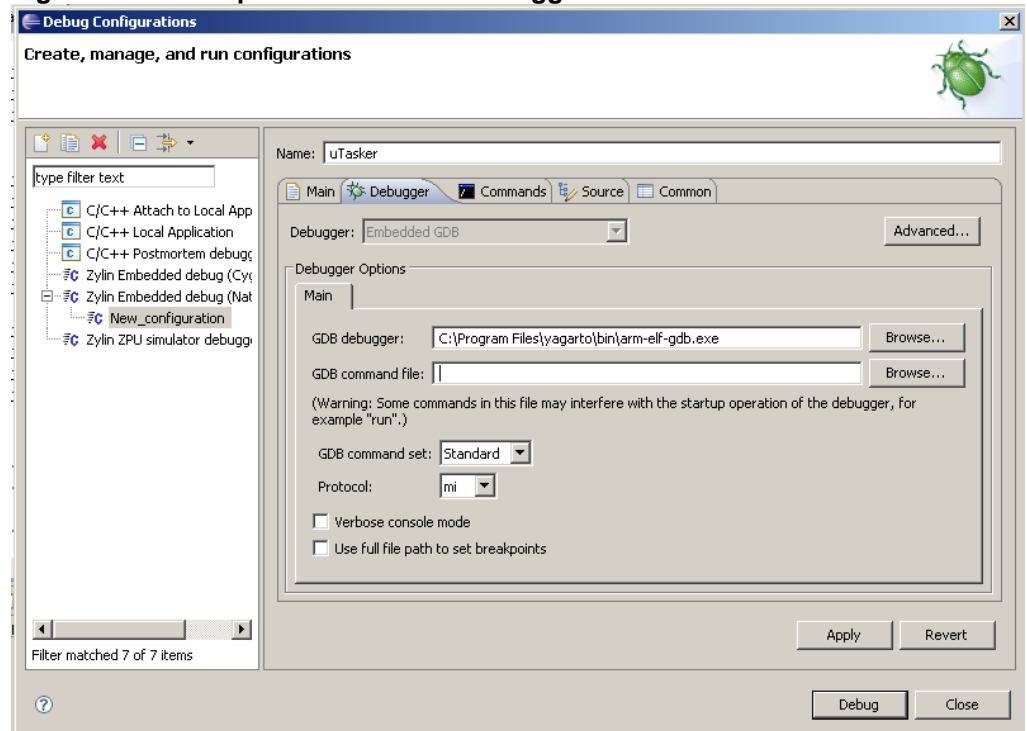 Debug Configurations
Create, manage, and run configurations
type filter text
C/C++ Attach to Local App
C/C++ Local Application
C/C++ Postmortem debugg
Zylin Embedded debug (Cyg
Zylin Embedded debug (Nat
New_configuration
Zylin ZPU simulator debugg
Filter matched 7 of 7 items
Name: uTasker
Main Debugger Commands Source Common
Debugger: Embedded GDB Advanced...
Debugger Options
Main
GDB debugger: C:\Program Files\yagarto\bin\arm-elf-gdb.exe Browse...
GDB command file: Browse...
(Warning: Some commands in this file may interfere with the startup operation of the debugger, for
example "run".)
GDB command set: Standard
Protocol: mi
Verbose console mode
Use full file path to set breakpoints
Apply Revert
Debug Close